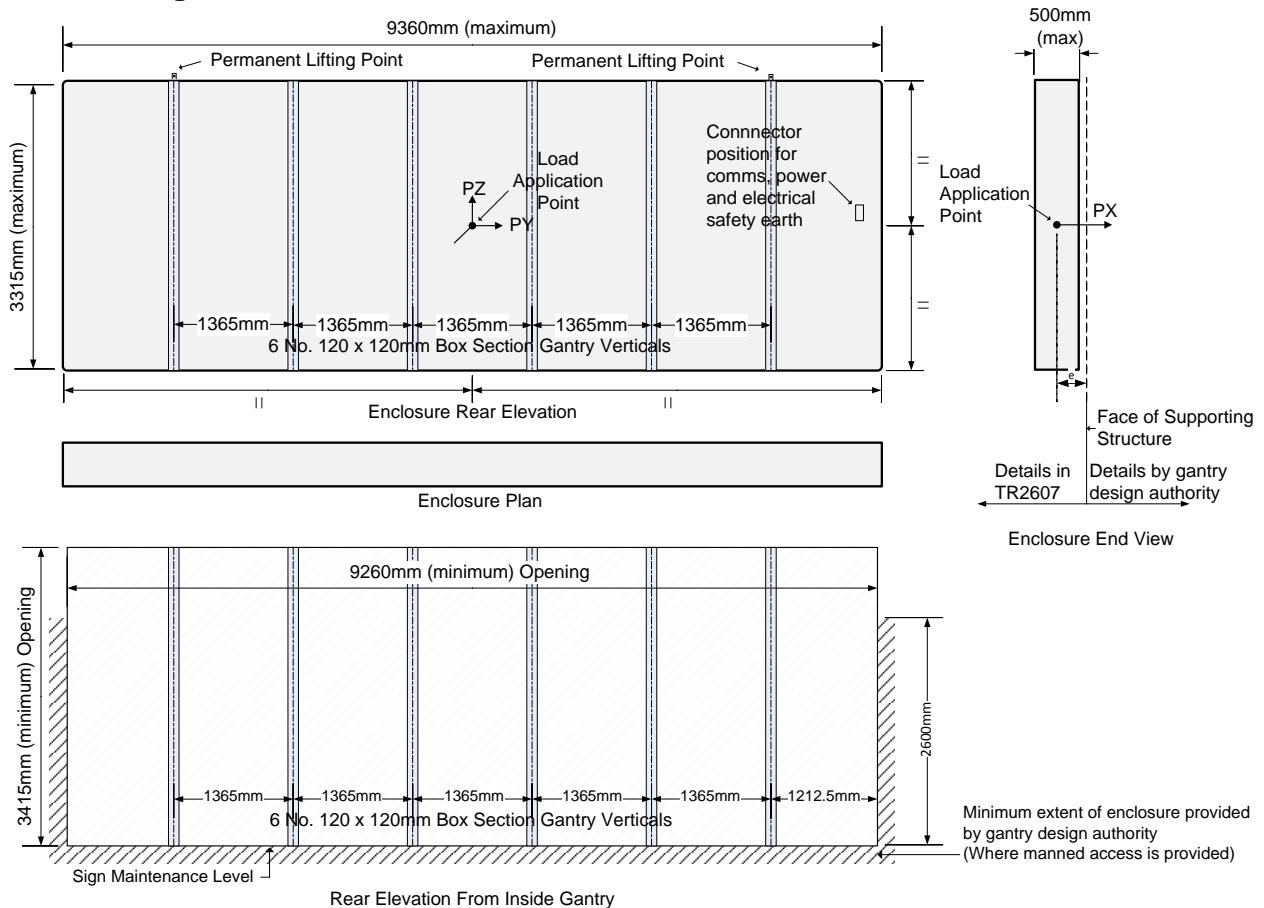 9360mm (maximum)
500mm
(max)
Permanent Lifting Point
Permanent Lifting Point
3315mm (maximum)
Load
Application
Point
PZ
PY
Connnector
position for
comms, power
and electrical
safety earth
=
=
Load
Application
Point
PX
1365mm
1365mm
1365mm
1365mm
1365mm
6 No. 120 x 120mm Box Section Gantry Verticals
=
=
Enclosure Rear Elevation
e
Face of Supporting
Structure
Details in
TR2607
Details by gantry
design authority
Enclosure Plan
Enclosure End View
3415mm (minimum) Opening
9260mm (minimum) Opening
2600mm
1365mm
1365mm
1365mm
1365mm
1365mm
1212.5mm
6 No. 120 x 120mm Box Section Gantry Verticals
Minimum extent of enclosure provided
by gantry design authority
(Where manned access is provided)
Sign Maintenance Level
Rear Elevation From Inside Gantry